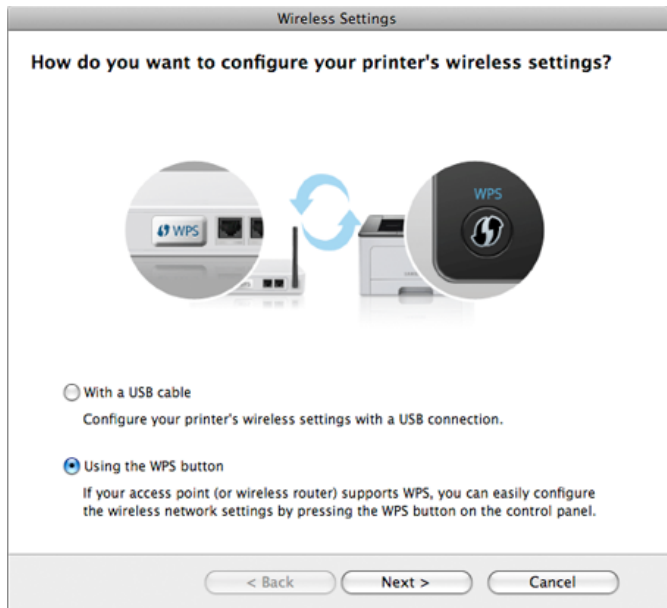 Wireless Settings
How do you want to configure your printer's wireless settings?
WPS
WPS
With a USB cable
Configure your printer's wireless settings with a USB connection.
Using the WPS button
If your access point (or wireless router) supports WPS, you can easily configure
the wireless network settings by pressing the WPS button on the control panel.
< Back
Next >
Cancel